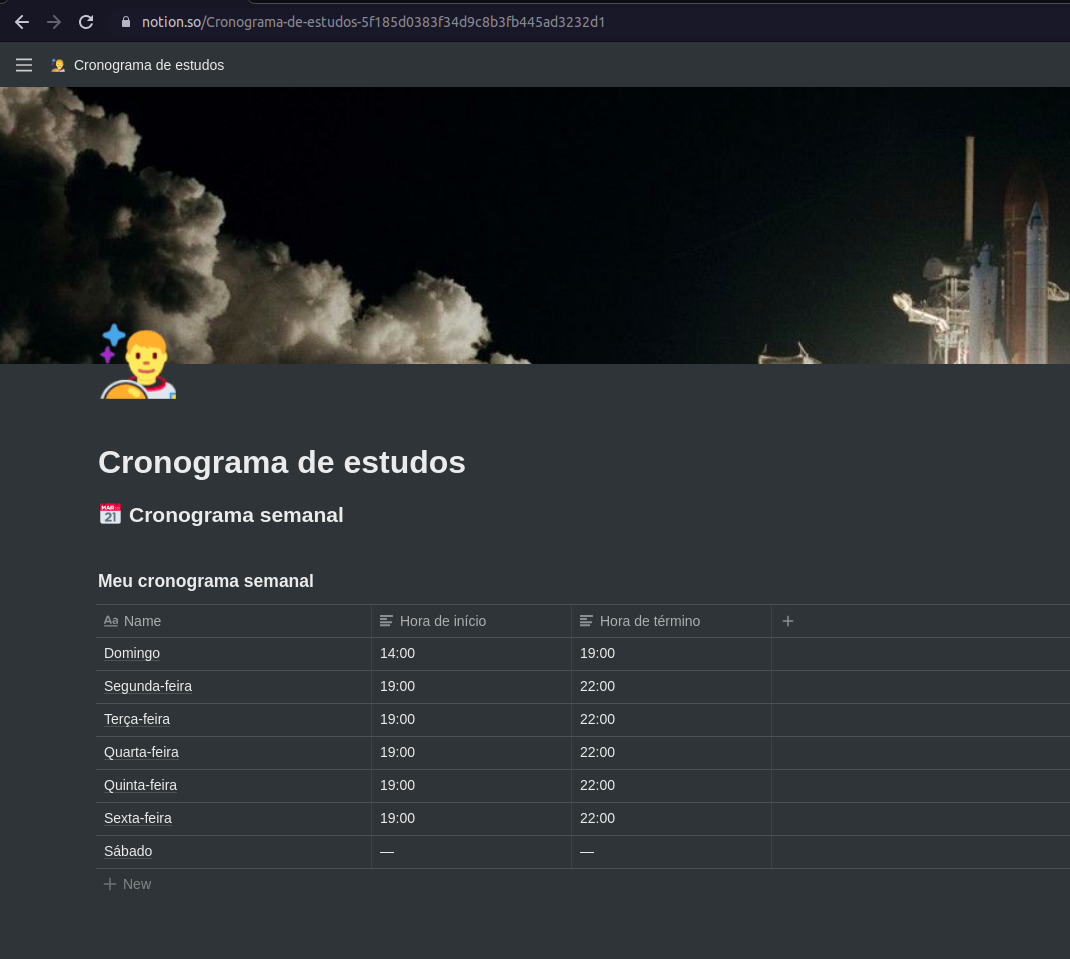 notion.so/Cronograma-de-estudos-5f185d0383f34d9c8b3fb445ad3232d1
Cronograma de estudos
Cronograma de estudos
MAR 21 Cronograma semanal
Meu cronograma semanal
Aa Name Hora de início Hora de término +
Domingo 14:00 19:00
Segunda-feira 19:00 22:00
Terça-feira 19:00 22:00
Quarta-feira 19:00 22:00
Quinta-feira 19:00 22:00
Sexta-feira 19:00 22:00
Sábado — —
+ New